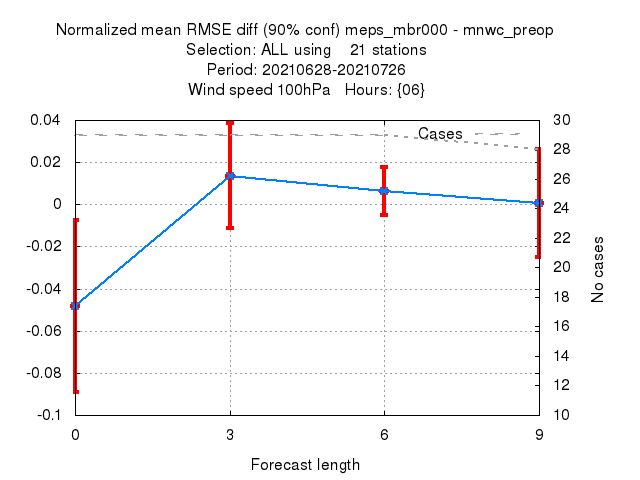 Normalized mean RMSE diff (90% conf) meps_mbr000 - mnwc_preop
Selection: ALL using 21 stations
Period: 20210628-20210726
Wind speed 100hPa Hours: {06}
Cases
0.04
0.02
0
-0.02
-0.04
-0.06
-0.08
-0.1
30
28
26
24
22
20
18
16
14
12
10
No cases
0 3 6 9
Forecast length